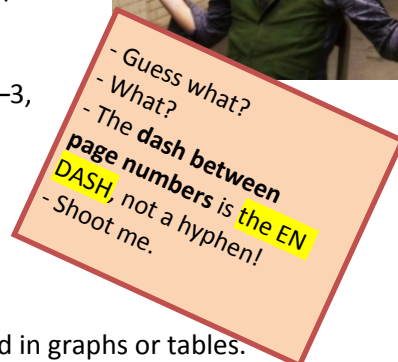 –3,
- Guess what?
- What?
- The dash between
page numbers is the EN
DASH, not a hyphen!
- Shoot me.
d in graphs or tables.